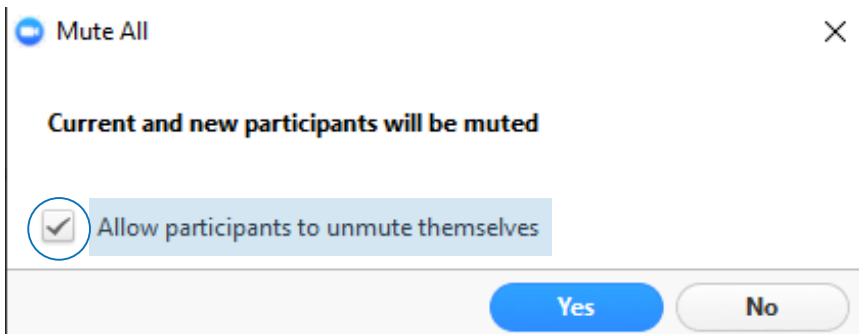 Mute All
Current and new participants will be muted
Allow participants to unmute themselves
Yes No